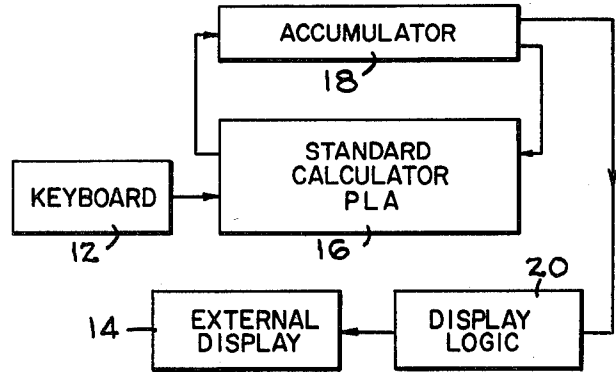 ACCUMULATOR
18
STANDARD
CALCULATOR
PLA
16
KEYBOARD
12
20
14
EXTERNAL
DISPLAY
DISPLAY
LOGIC